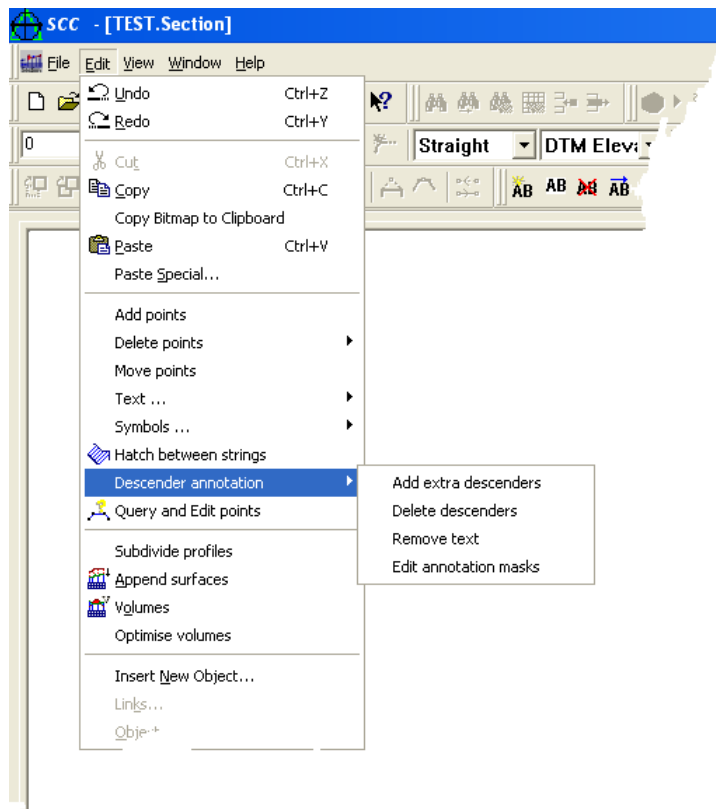 SCC - [TEST.Section]
File Edit View Window Help
Undo Ctrl+Z
Redo Ctrl+Y
0
Straight DTM Elev
Cut Ctrl+X
Copy Ctrl+C
AB AB AB AB
Copy Bitmap to Clipboard
Paste Ctrl+V
Paste Special...
Add points
Delete points
Move points
Text ...
Symbols ...
Hatch between strings
Descender annotation
Add extra descenders
Delete descenders
Remove text
Edit annotation masks
Query and Edit points
Subdivide profiles
Append surfaces
Volumes
Optimise volumes
Insert New Object...
Links...